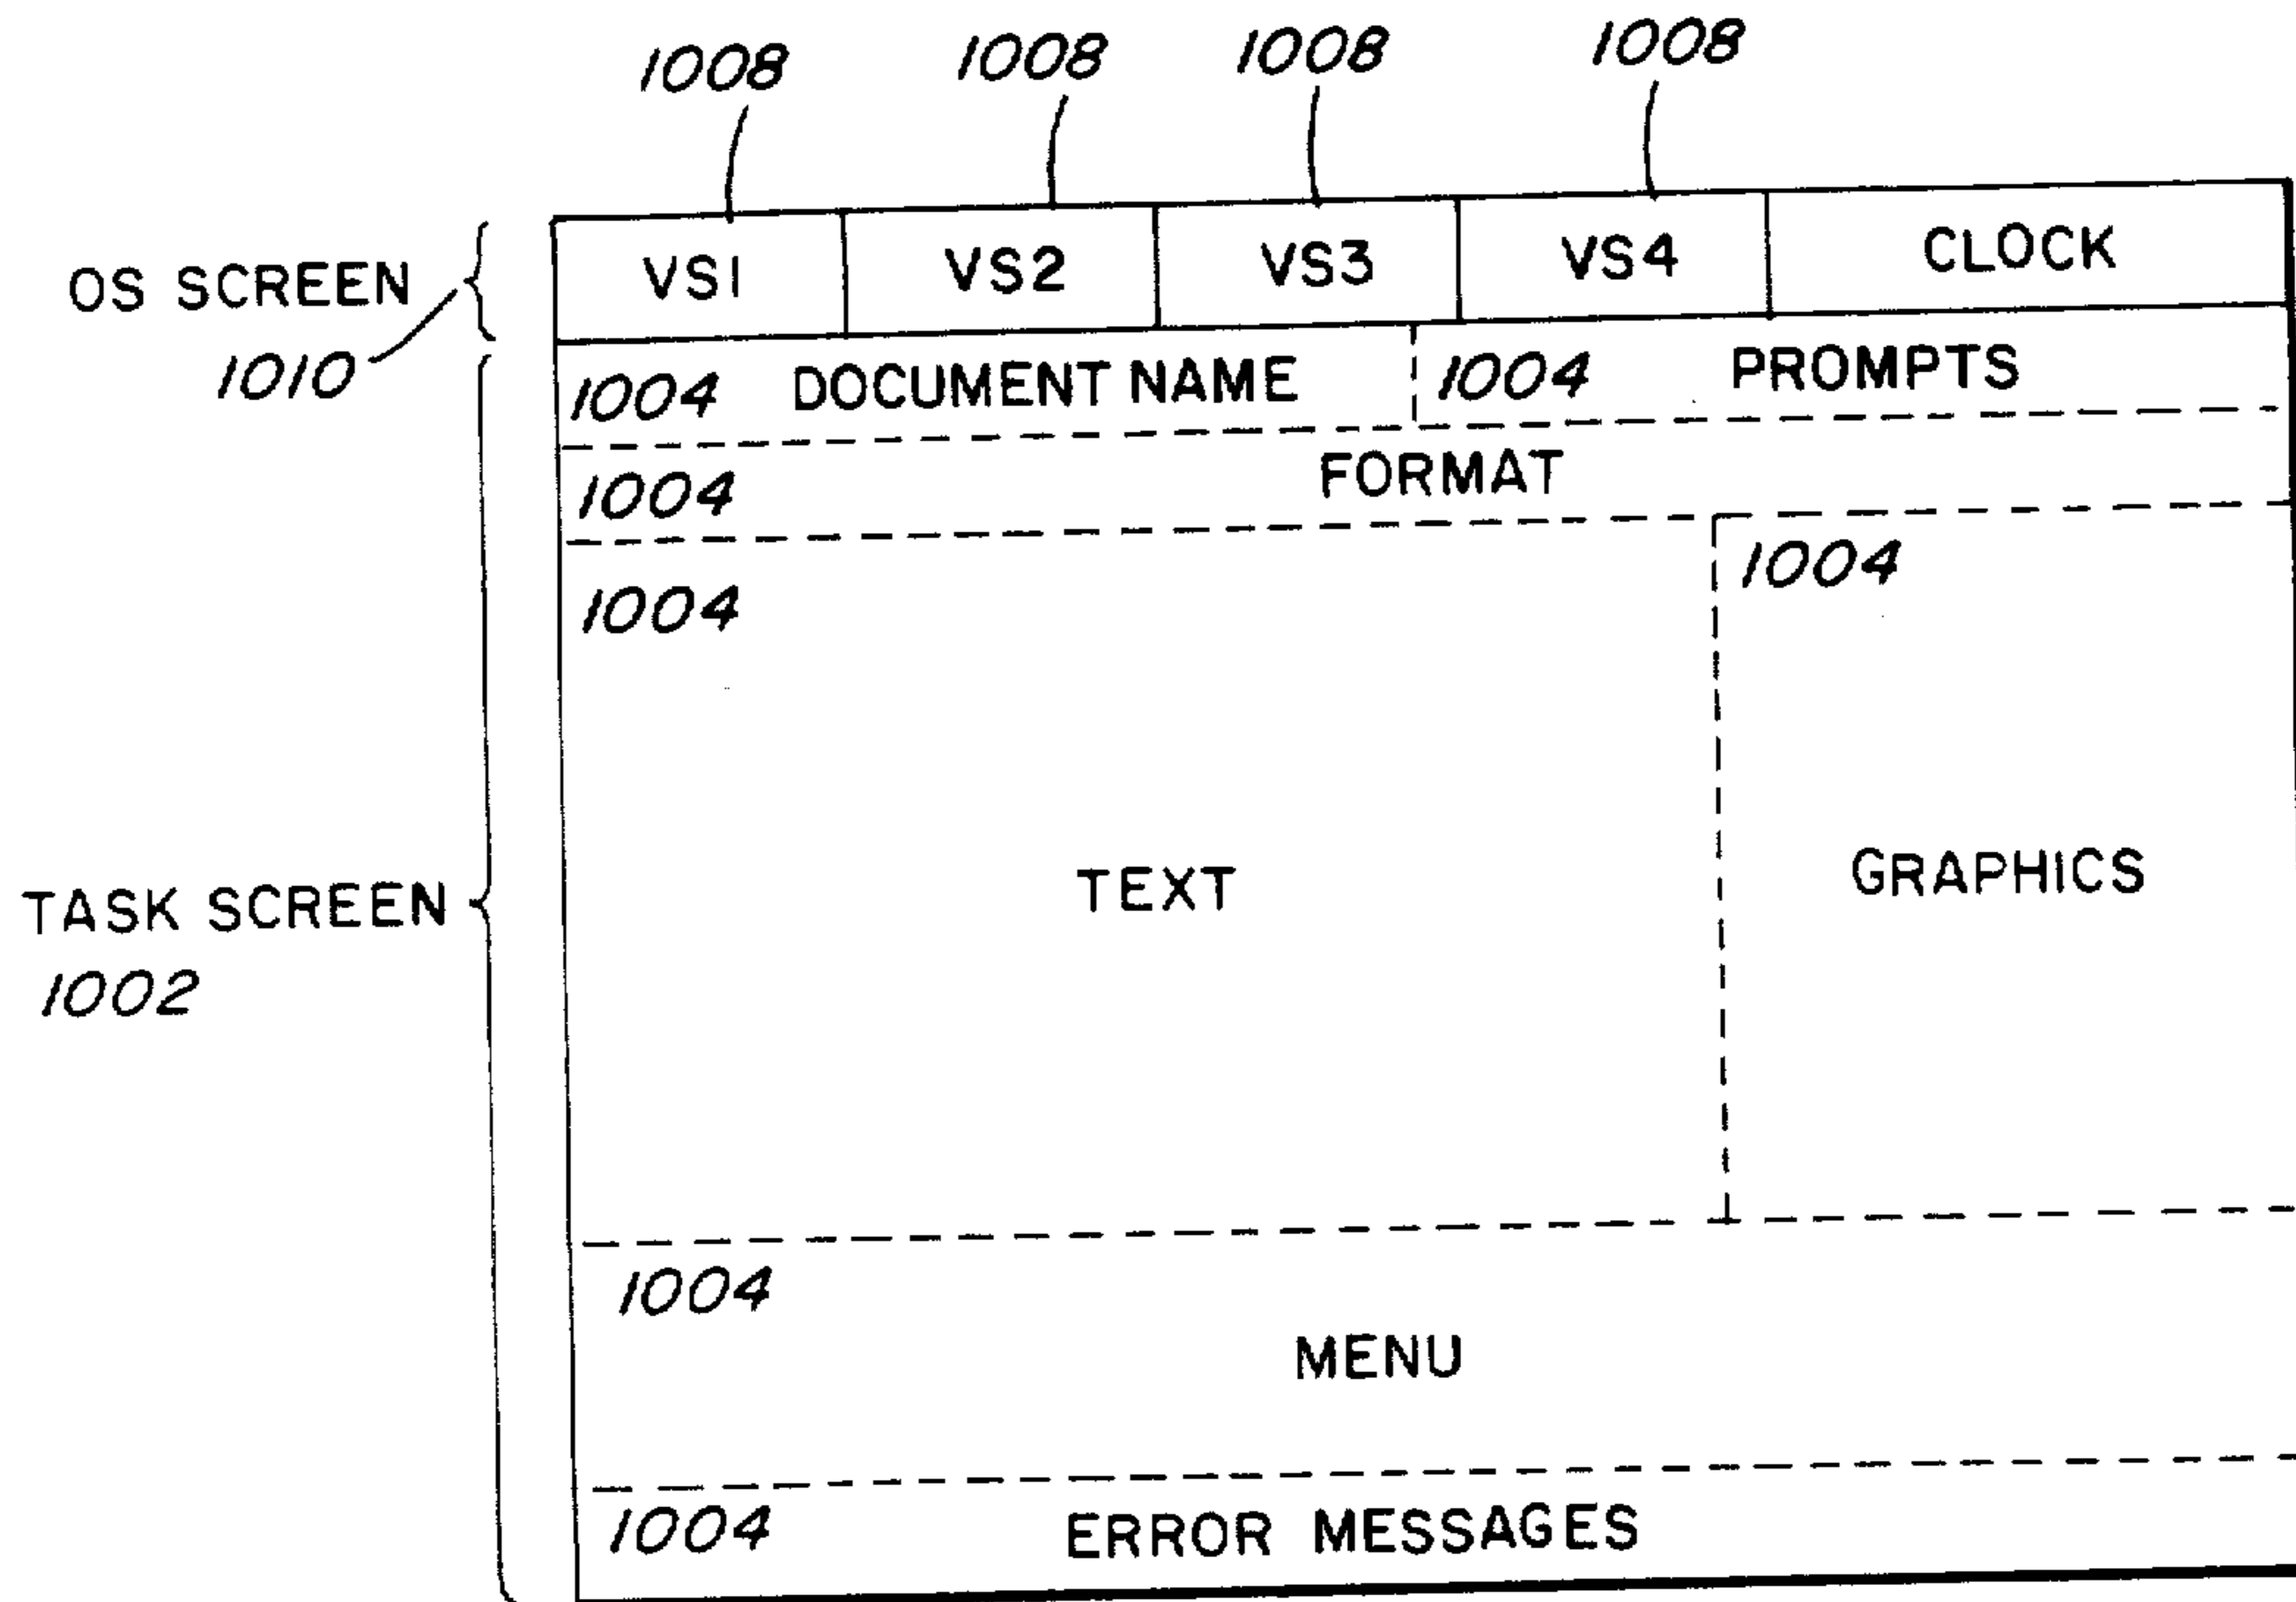 1008 1008 1008 1008
OS SCREEN VS1 VS2 VS3 VS4 CLOCK
1010
1004 DOCUMENT NAME 1004 PROMPTS
1004 FORMAT
1004 1004
TEXT GRAPHICS
TASK SCREEN
1002
1004
MENU
1004 ERROR MESSAGES